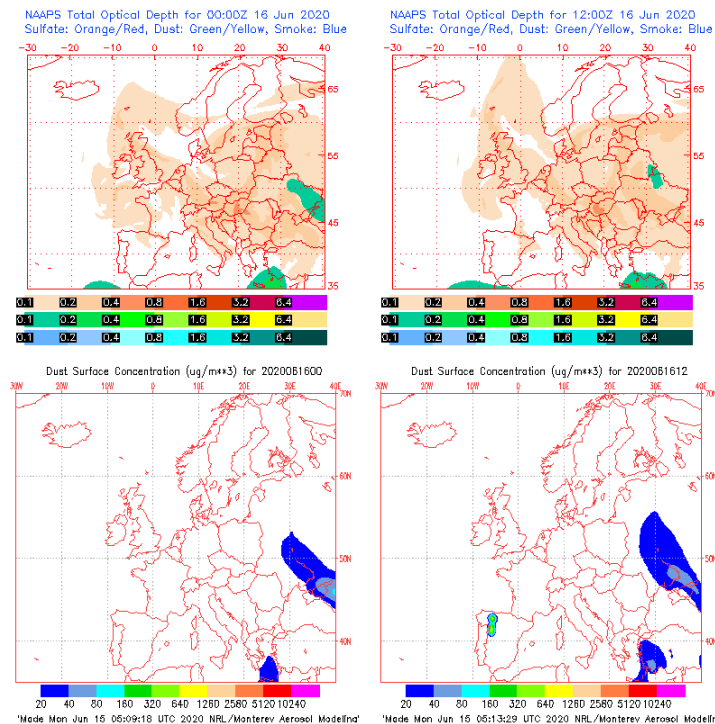 NAAPS Total Optical Depth for 00:00Z 16 Jun 2020
Sulfate: Orange/Red, Dust: Green/Yellow, Smoke: Blue
-30 -20 -10 0 10 20 30 40
65
55
45
35
0.1 0.2 0.4 0.8 1.6 3.2 6.4
0.1 0.2 0.4 0.8 1.6 3.2 6.4
0.1 0.2 0.4 0.8 1.6 3.2 6.4
NAAPS Total Optical Depth for 12:00Z 16 Jun 2020
Sulfate: Orange/Red, Dust: Green/Yellow, Smoke: Blue
-30 -20 -10 0 10 20 30 40
65
55
45
35
0.1 0.2 0.4 0.8 1.6 3.2 6.4
0.1 0.2 0.4 0.8 1.6 3.2 6.4
0.1 0.2 0.4 0.8 1.6 3.2 6.4
Dust Surface Concentration (ug/m**3) for 2020061600
30W 20W 10W 0 10E 20E 30E 40E
70N
60N
50N
40N
20 40 80 160 320 640 1280 2580 5120 10240
'Made Mon Jun 15 05:09:18 UTC 2020 NRL/Monterey Aerosol Modeling'
Dust Surface Concentration (ug/m**3) for 2020061612
30W 20W 10W 0 10E 20E 30E 40E
70N
60N
50N
40N
20 40 80 160 320 640 1280 2580 5120 10240
'Made Mon Jun 15 05:13:29 UTC 2020 NRL/Monterey Aerosol Modeling'